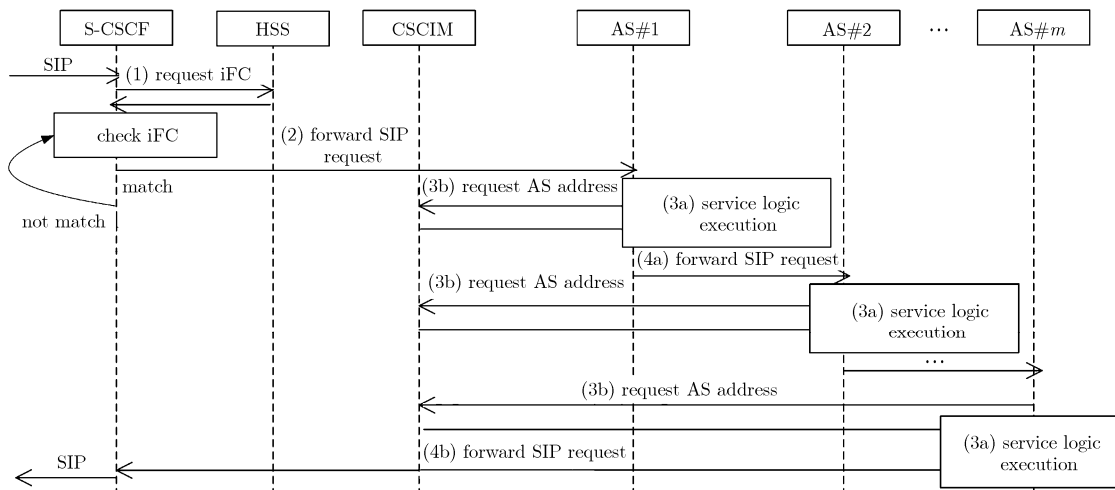 S-CSCF HSS CSCIM AS#1 AS#2 ... AS#m
SIP
(1) request iFC
check iFC
(2) forward SIP
request
match
not match
(3b) request AS address
(3a) service logic
execution
(4a) forward SIP request
(3b) request AS address
(3a) service logic
execution
...
(3b) request AS address
(4b) forward SIP request
(3a) service logic
execution
SIP